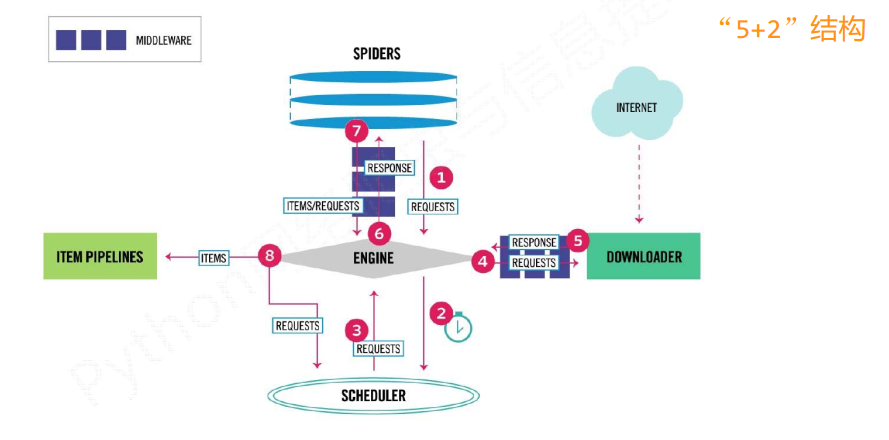 “5+2”结构
MIDDLEWARE
SPIDERS
INTERNET
7
RESPONSE
1
ITEMS/REQUESTS
REQUESTS
6
RESPONSE
5
ITEM PIPELINES
ITEMS
8
ENGINE
4
REQUESTS
DOWNLOADER
2
REQUESTS
3
REQUESTS
SCHEDULER